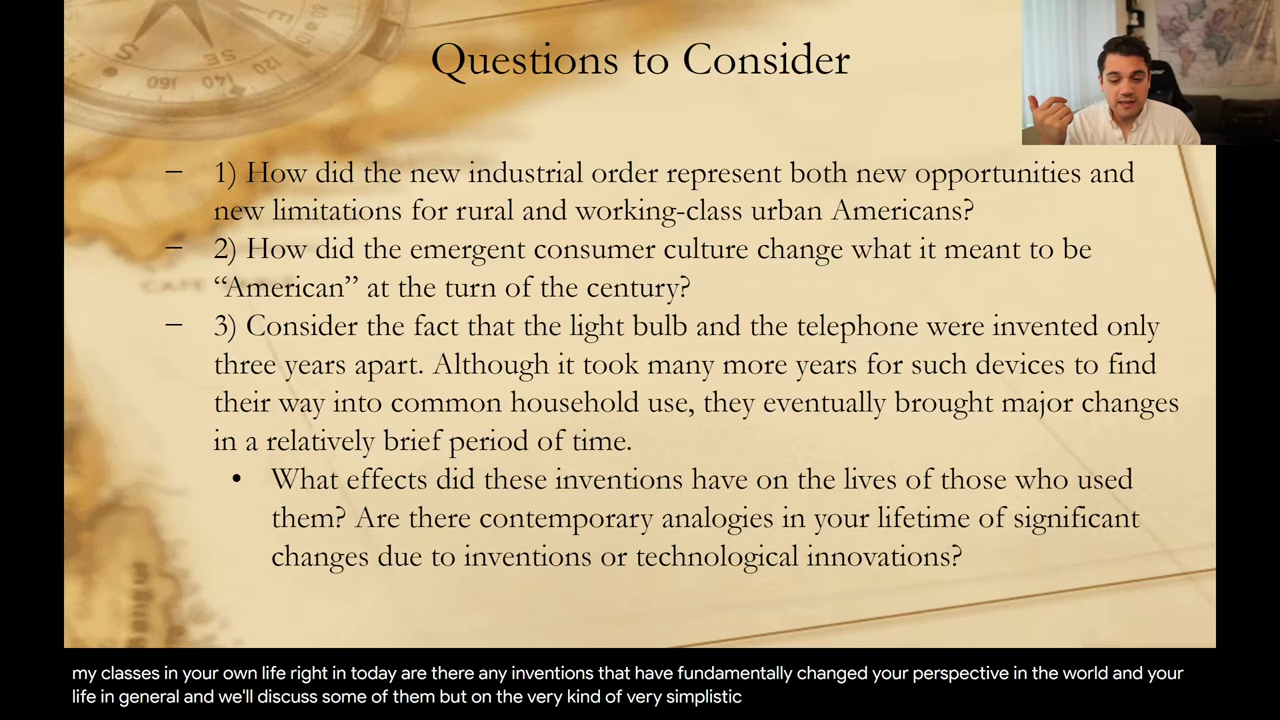 Questions to Consider
– 1) How did the new industrial order represent both new opportunities and
new limitations for rural and working-class urban Americans?
– 2) How did the emergent consumer culture change what it meant to be
“American” at the turn of the century?
– 3) Consider the fact that the light bulb and the telephone were invented only
three years apart. Although it took many more years for such devices to find
their way into common household use, they eventually brought major changes
in a relatively brief period of time.
• What effects did these inventions have on the lives of those who used
them? Are there contemporary analogies in your lifetime of significant
changes due to inventions or technological innovations?
my classes in your own life right in today are there any inventions that have fundamentally changed your perspective in the world and your
life in general and we'll discuss some of them but on the very kind of very simplistic
S
SE
160
140
120